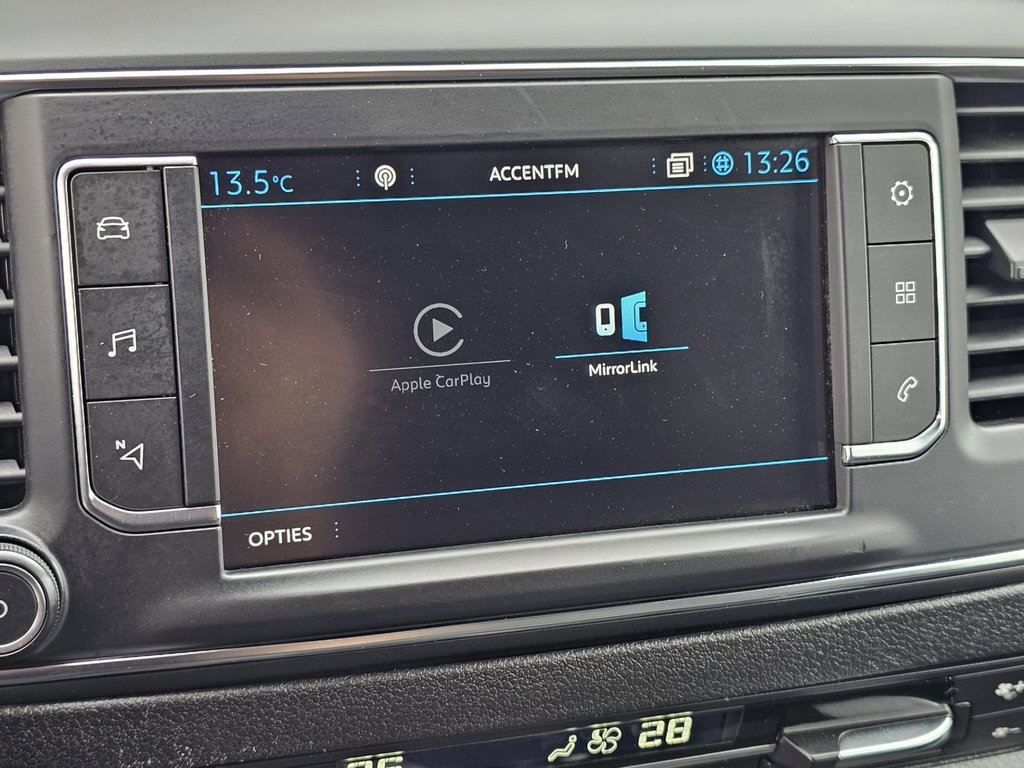 13.5°C
ACCENTFM
13:26
Apple CarPlay
MirrorLink
N
OPTIES
28